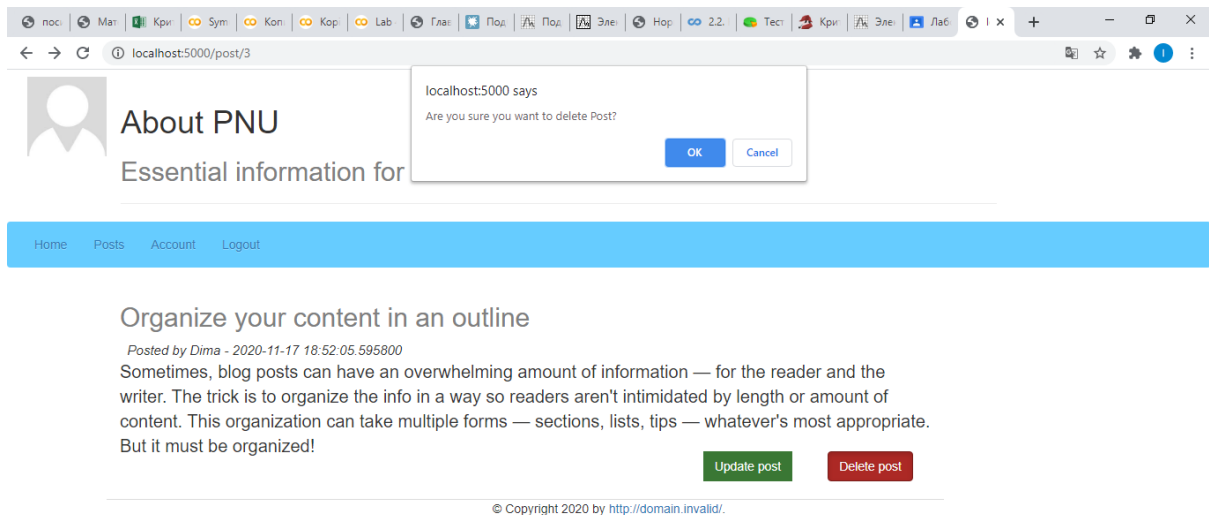 Sym
Lab
2.2.
Тест
localhost:5000/post/3
localhost:5000 says
Are you sure you want to delete Post?
OK Cancel
About PNU
Essential information for
Home Posts Account Logout
Organize your content in an outline
Posted by Dima - 2020-11-17 18:52:05.595800
Sometimes, blog posts can have an overwhelming amount of information — for the reader and the
writer. The trick is to organize the info in a way so readers aren't intimidated by length or amount of
content. This organization can take multiple forms — sections, lists, tips — whatever's most appropriate.
But it must be organized!
Update post Delete post
© Copyright 2020 by http://domain.invalid/.